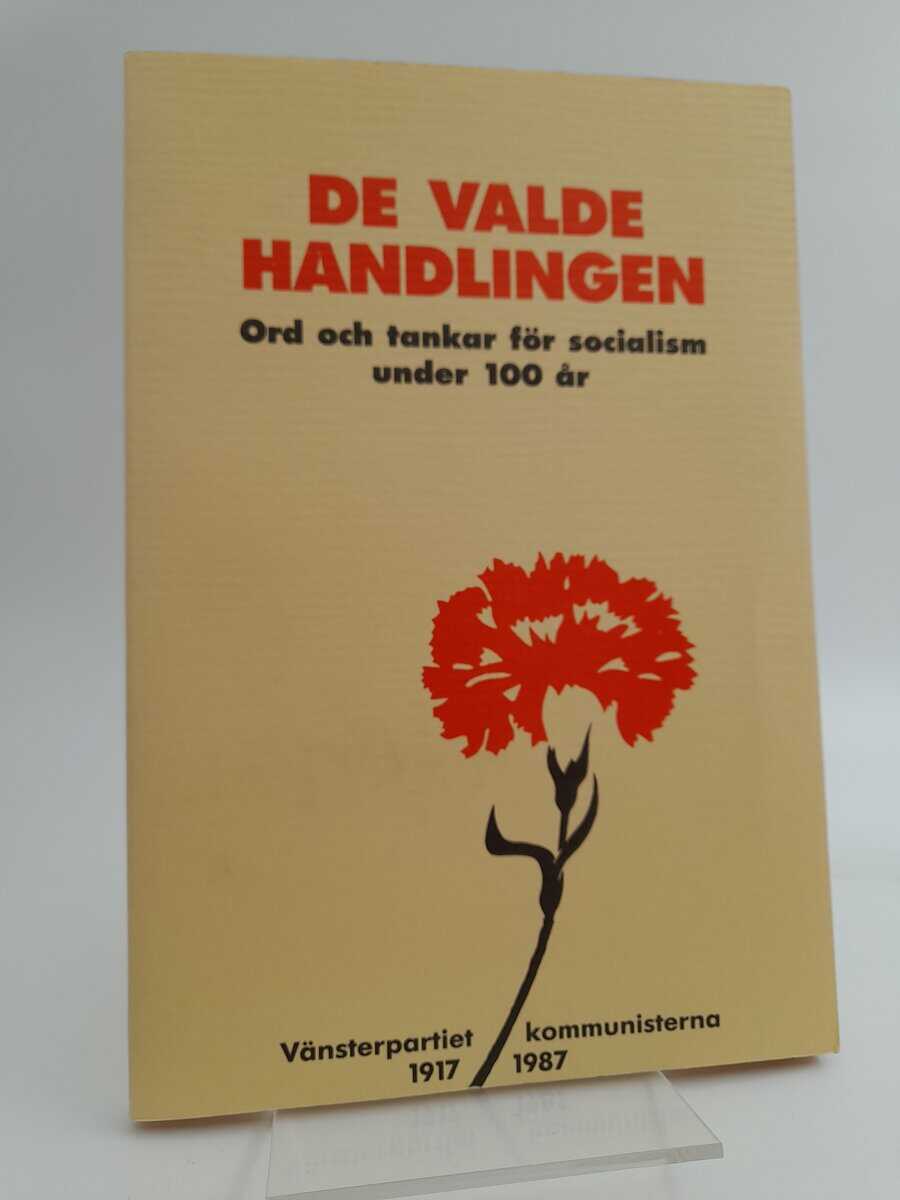 DE VALDE
HANDLINGEN
Ord och tankar för socialism
under 100 år
Vänsterpartiet kommunisterna
1917 1987